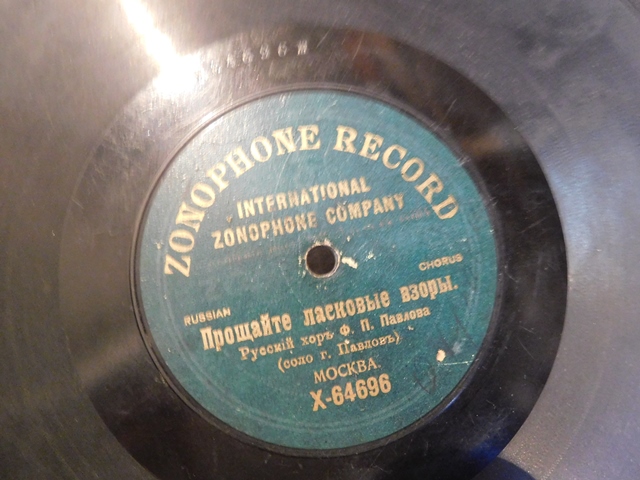 ZONOPHONE RECORD
INTERNATIONAL
ZONOPHONE COMPANY
RUSSIAN
CHORUS
Прощайте ласковые взоры.
Русскій хоръ Ф. П. Павлова
(соло г. Павловъ)
МОСКВА.
X-64696